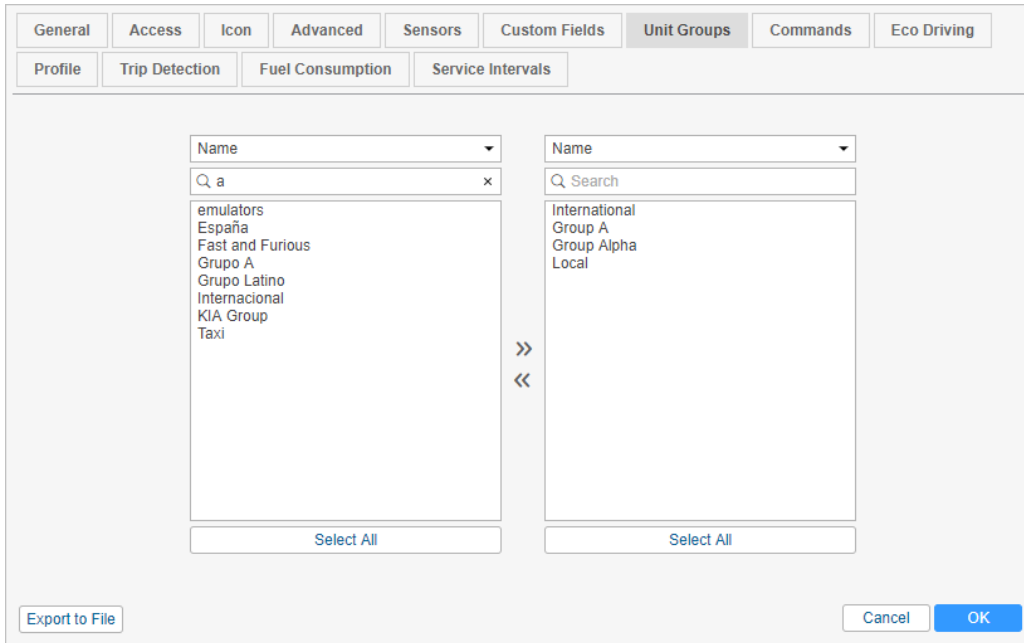 General Access Icon Advanced Sensors Custom Fields Unit Groups Commands Eco Driving
Profile Trip Detection Fuel Consumption Service Intervals
Name
a
emulators
España
Fast and Furious
Grupo A
Grupo Latino
Internacional
KIA Group
Taxi
Select All
Name
Search
International
Group A
Group Alpha
Local
Select All
Export to File
Cancel
OK